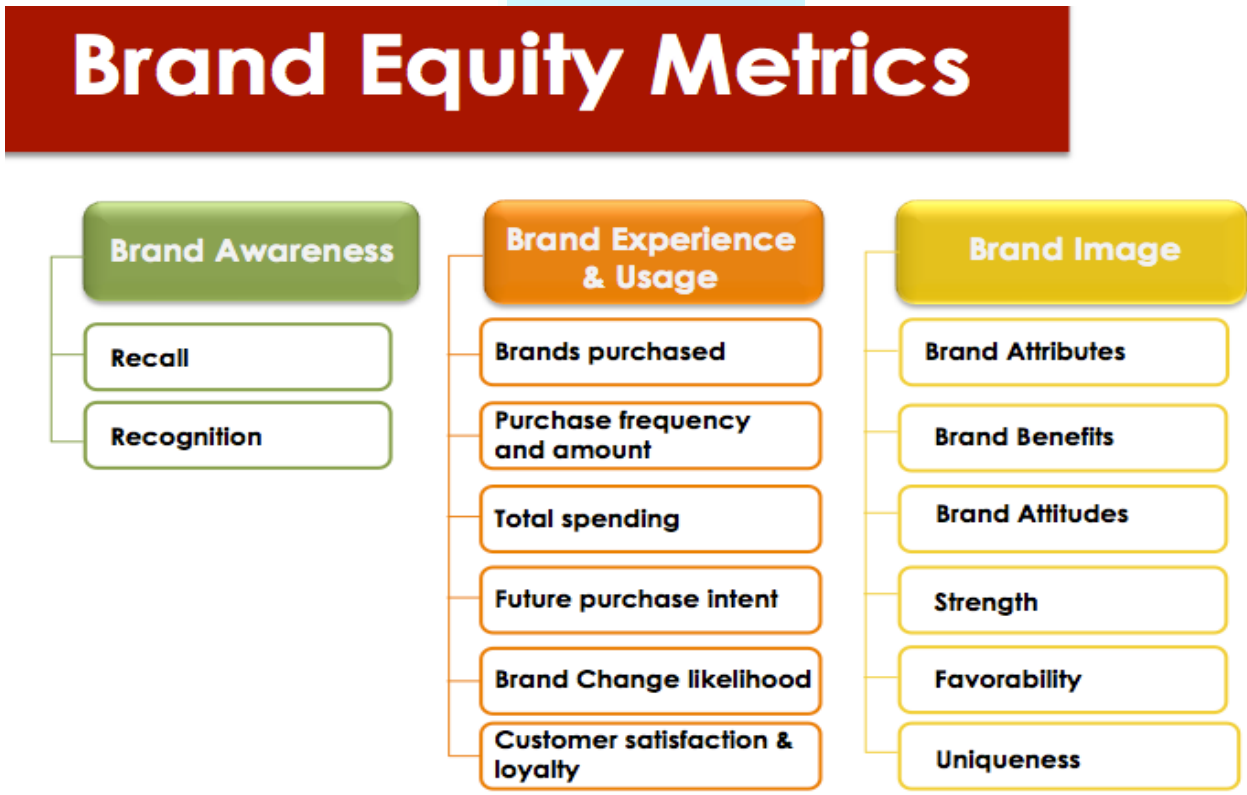 Brand Equity Metrics
Brand Awareness
Recall
Recognition
Brand Experience
& Usage
Brands purchased
Purchase frequency
and amount
Total spending
Future purchase intent
Brand Change likelihood
Customer satisfaction &
loyalty
Brand Image
Brand Attributes
Brand Benefits
Brand Attitudes
Strength
Favorability
Uniqueness